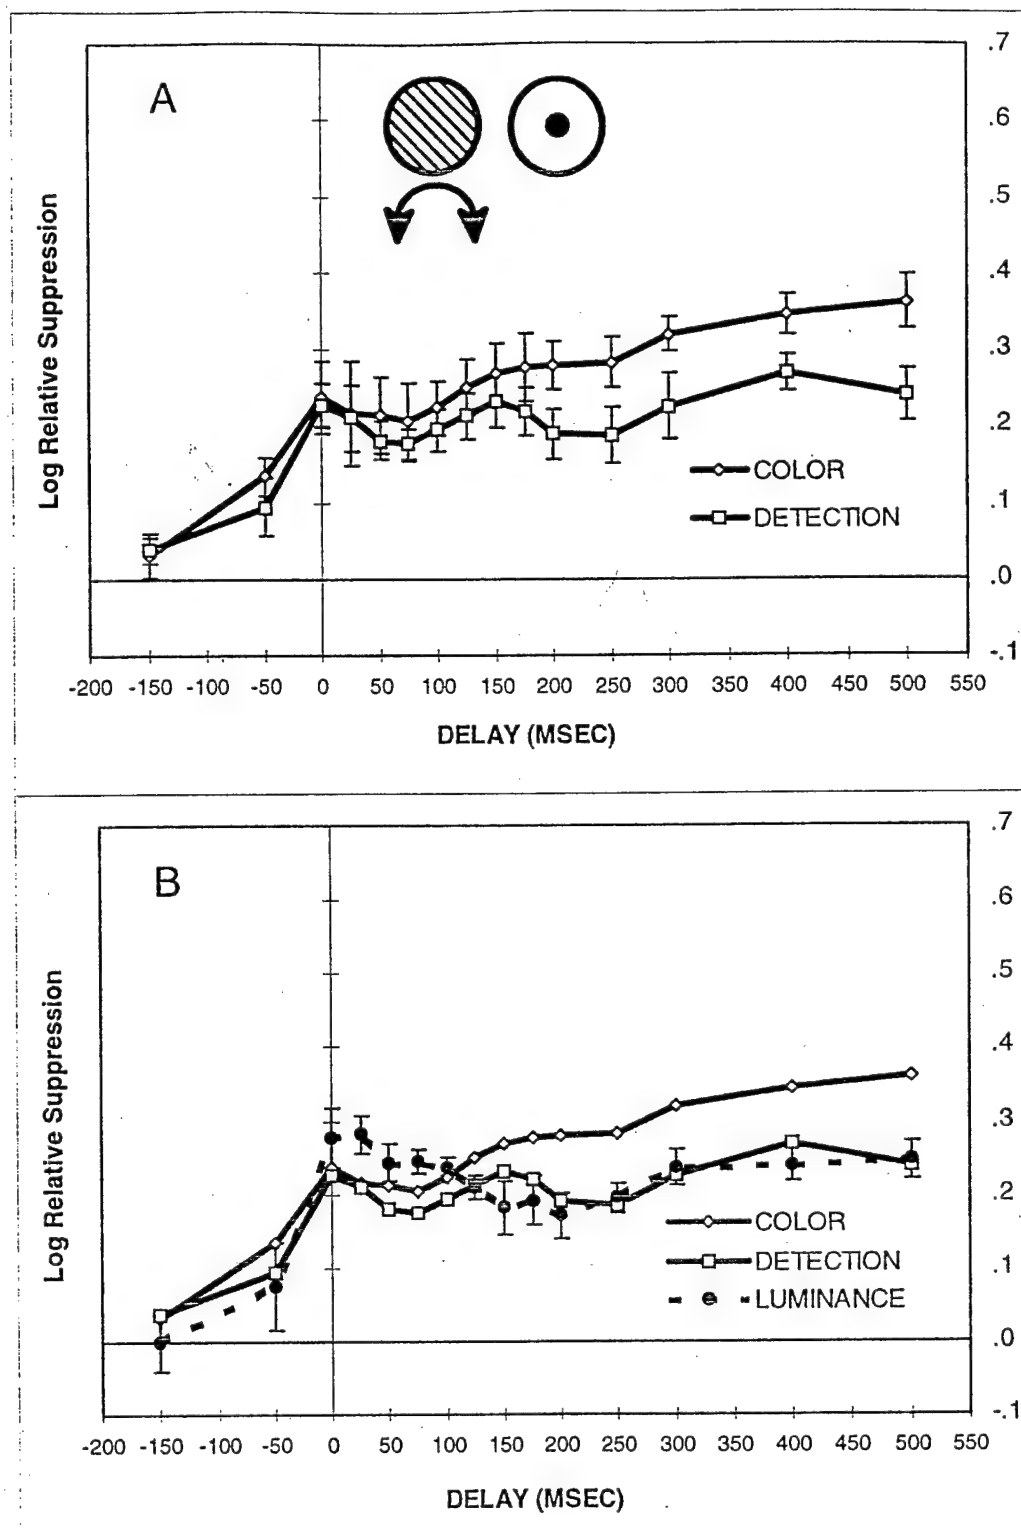 A
.7
.6
.5
.4
.3
.2
.1
.0
-.1
Log Relative Suppression
COLOR
DETECTION
-200 -150 -100 -50 0 50 100 150 200 250 300 350 400 450 500 550
DELAY (MSEC)
B
.7
.6
.5
.4
.3
.2
.1
.0
-.1
Log Relative Suppression
COLOR
DETECTION
LUMINANCE
-200 -150 -100 -50 0 50 100 150 200 250 300 350 400 450 500 550
DELAY (MSEC)